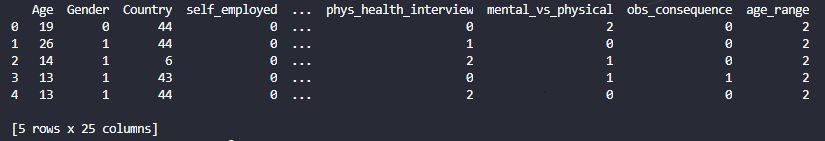 Age Gender Country self_employed ... phys_health_interview mental_vs_physical obs_consequence age_range
0 19 0 44 0 ... 0 2 0 2
1 26 1 44 0 ... 1 0 0 2
2 14 1 6 0 ... 2 1 0 2
3 13 1 43 0 ... 0 1 1 2
4 13 1 44 0 ... 2 0 0 2
[5 rows x 25 columns]